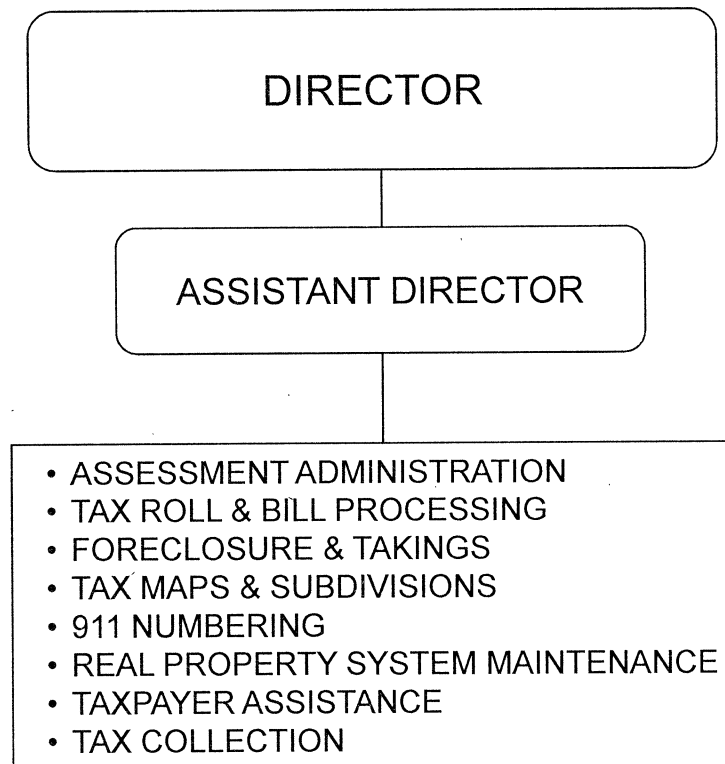 DIRECTOR
ASSISTANT DIRECTOR
• ASSESSMENT ADMINISTRATION
• TAX ROLL & BILL PROCESSING
• FORECLOSURE & TAKINGS
• TAX MAPS & SUBDIVISIONS
• 911 NUMBERING
• REAL PROPERTY SYSTEM MAINTENANCE
• TAXPAYER ASSISTANCE
• TAX COLLECTION